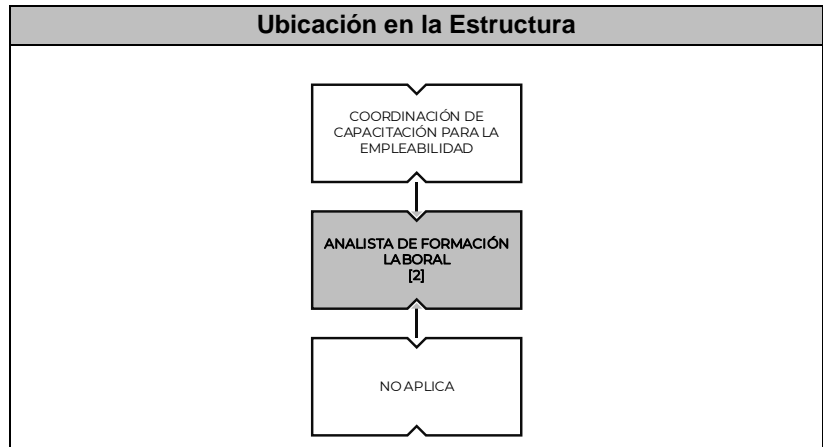 Ubicación en la Estructura
COORDINACIÓN DE
CAPACITACIÓN PARA LA
EMPLEABILIDAD
ANALISTA DE FORMACIÓN
LABORAL
[2]
NO APLICA